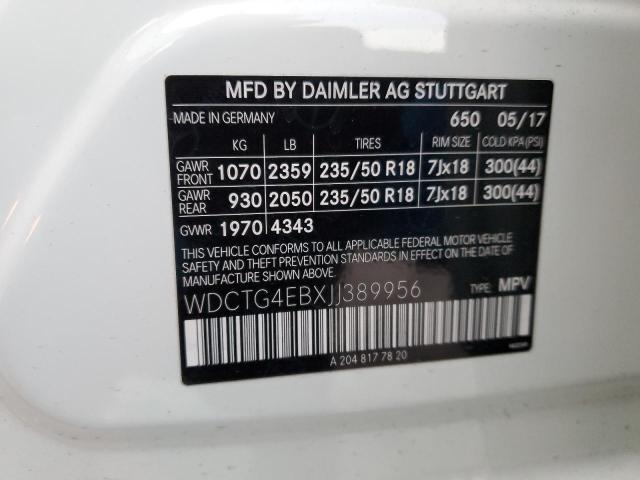 MFD BY DAIMLER AG STUTTGART
MADE IN GERMANY 650 05/17
KG LB TIRES RIM SIZE COLD KPA (PSI)
GAWR FRONT 1070 2359 235/50 R18 7Jx18 300(44)
GAWR REAR 930 2050 235/50 R18 7Jx18 300(44)
GVWR 1970 4343
THIS VEHICLE CONFORMS TO ALL APPLICABLE FEDERAL MOTOR VEHICLE
SAFETY AND THEFT PREVENTION STANDARDS IN EFFECT ON THE DATE OF
MANUFACTURE SHOWN ABOVE.
WDCTG4EBXJJ389956 TYPE: MPV
A 204 817 78 20